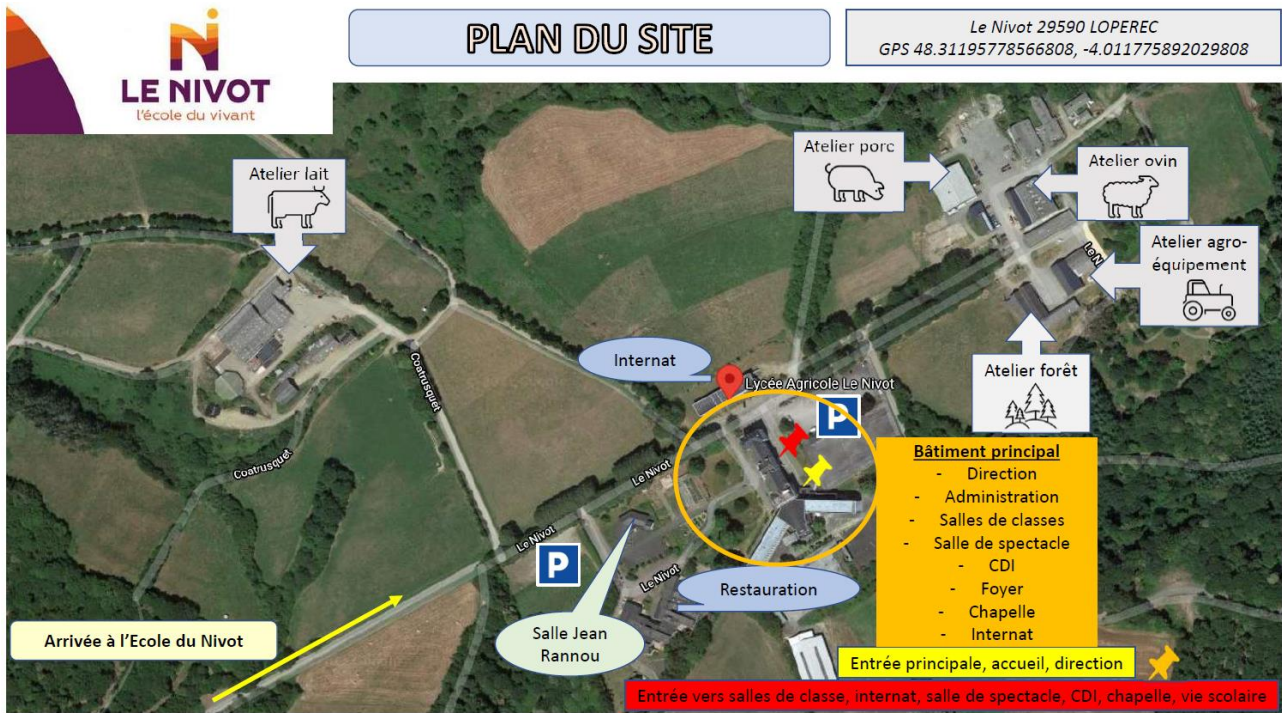 LE NIVOT
l'école du vivant
PLAN DU SITE
Le Nivot 29590 LOPEREC
GPS 48.31195778566808, -4.011775892029808
Atelier lait
Atelier porc
Atelier ovin
Atelier agro-
équipement
Le N
Atelier forêt
Internat
Lycée Agricole Le Nivot
P
Coatrusquet
Coatrusquet
Le Nivot
Le Nivot
P
Le Nivot
Restauration
Salle Jean
Rannou
Arrivée à l'Ecole du Nivot
Bâtiment principal
- Direction
- Administration
- Salles de classes
- Salle de spectacle
- CDI
- Foyer
- Chapelle
- Internat
Entrée principale, accueil, direction
Entrée vers salles de classe, internat, salle de spectacle, CDI, chapelle, vie scolaire